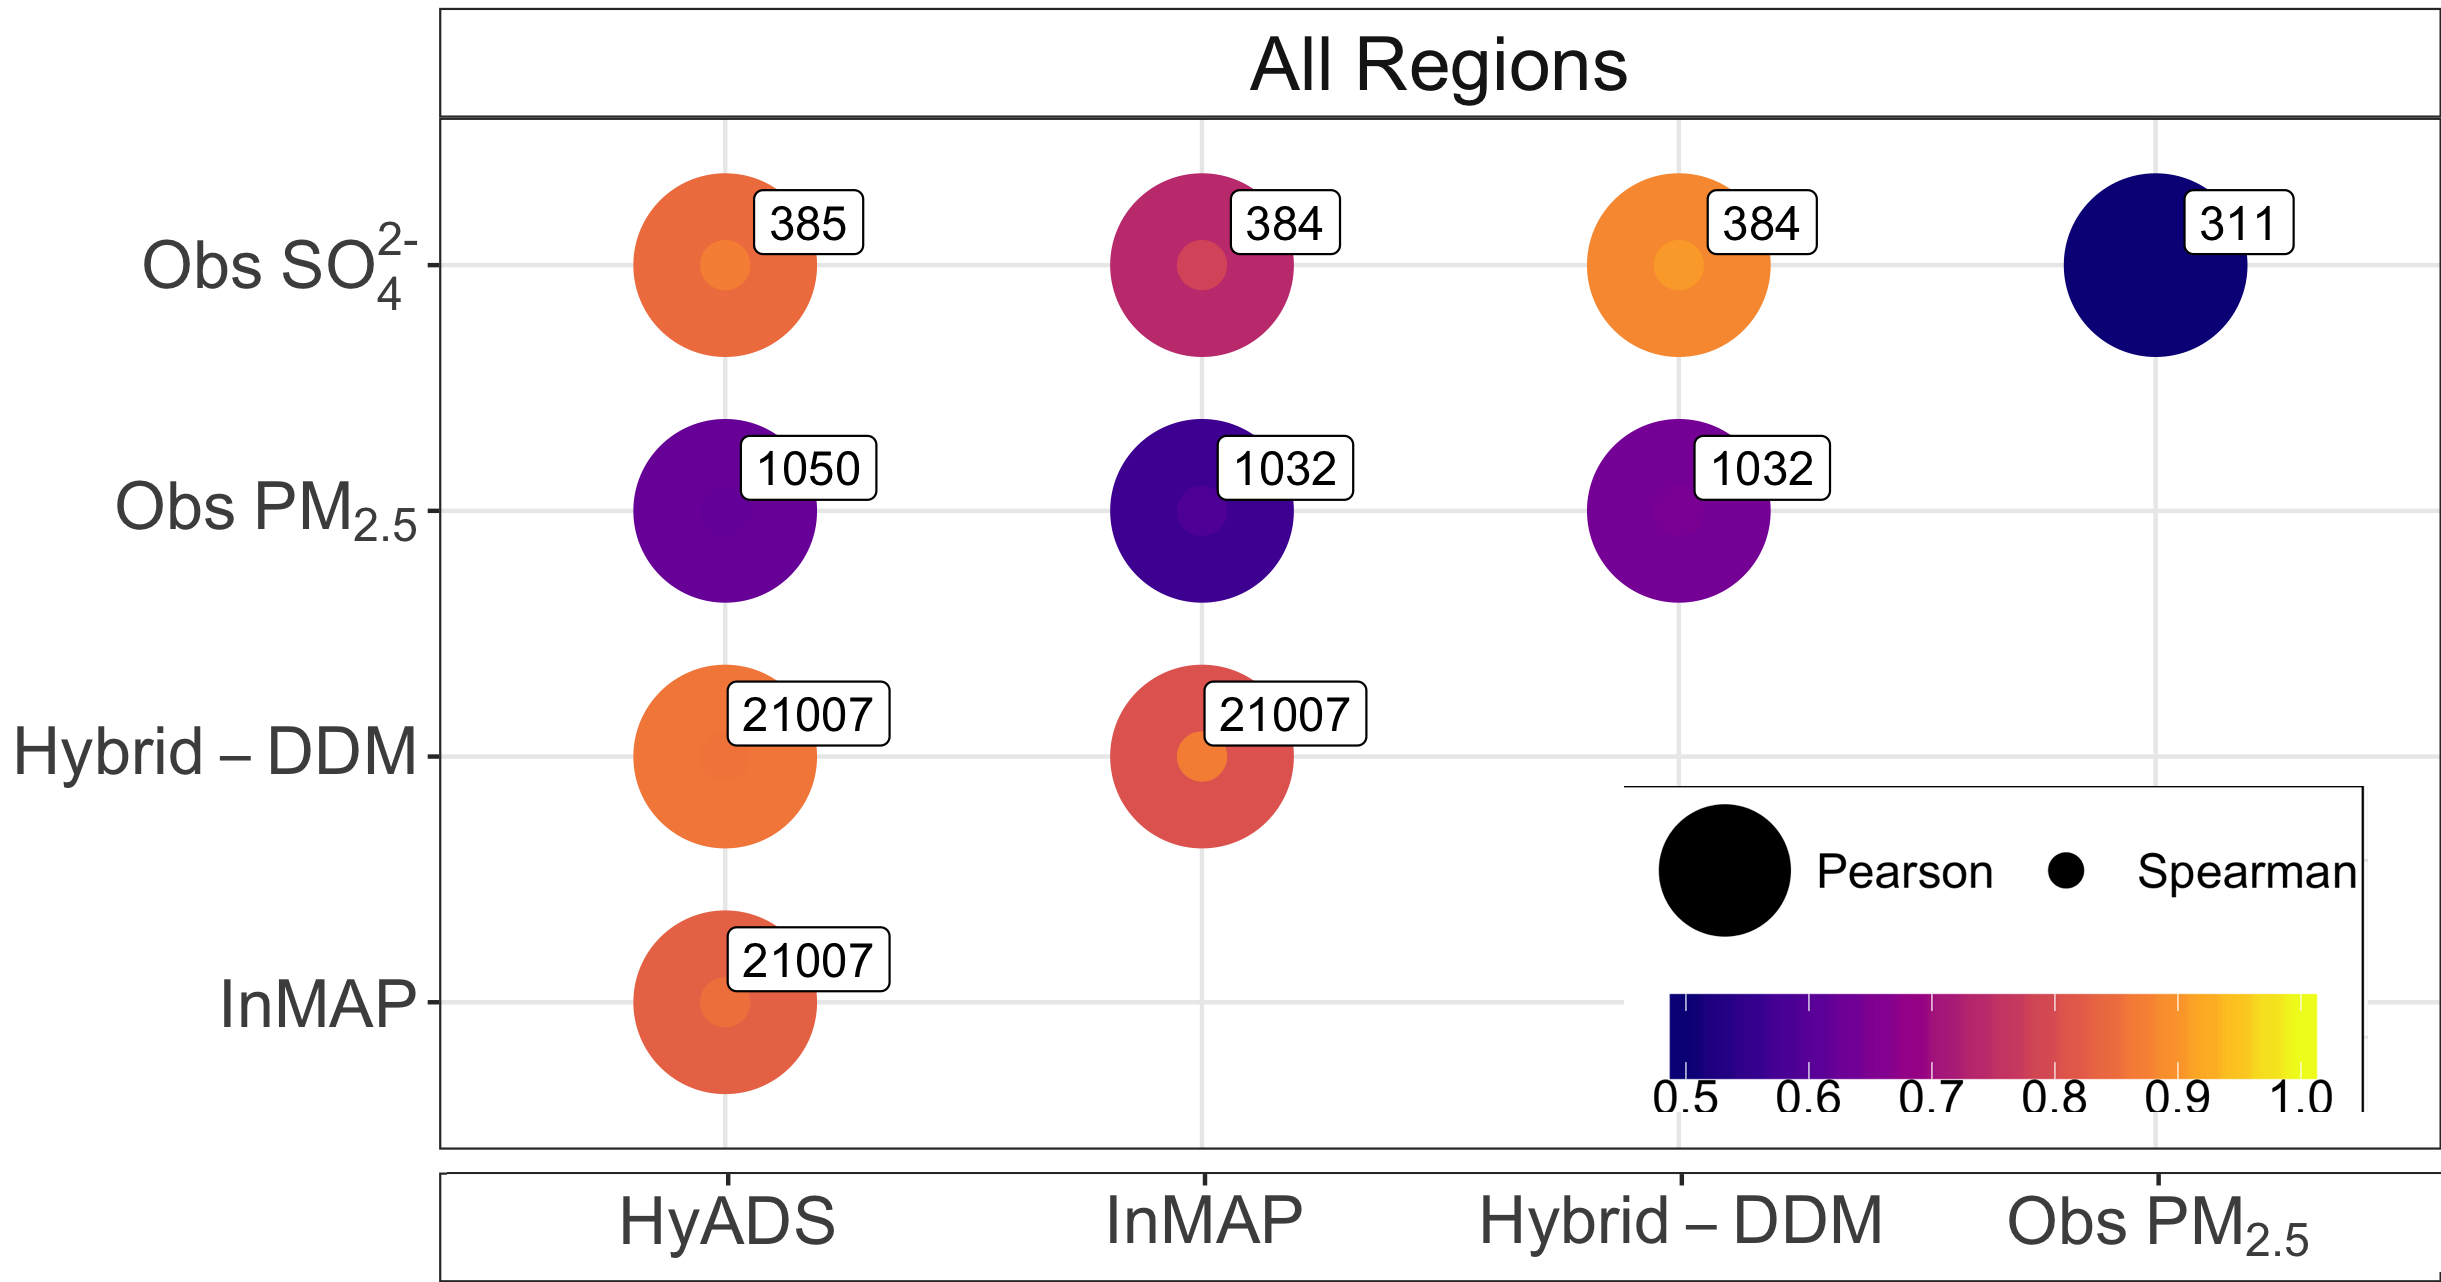 All Regions
Obs SO₄²⁻ 385 384 384 311
Obs PM₂.₅ 1050 1032 1032
Hybrid – DDM 21007 21007
Pearson Spearman
InMAP 21007
0.5 0.6 0.7 0.8 0.9 1.0
HyADS InMAP Hybrid – DDM Obs PM₂.₅